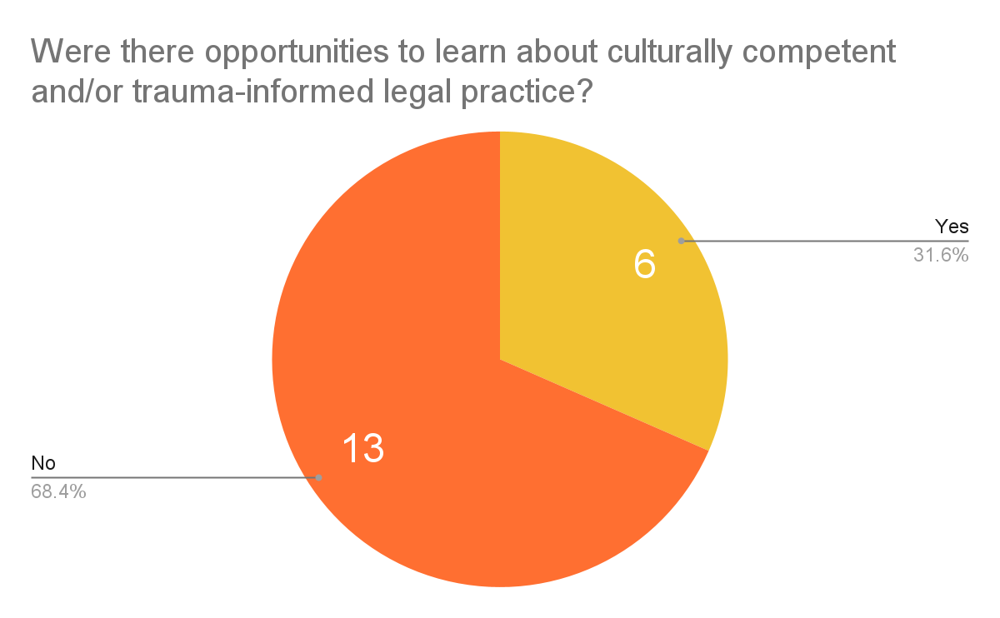 Were there opportunities to learn about culturally competent
and/or trauma-informed legal practice?
Yes
31.6%
6
13
No
68.4%